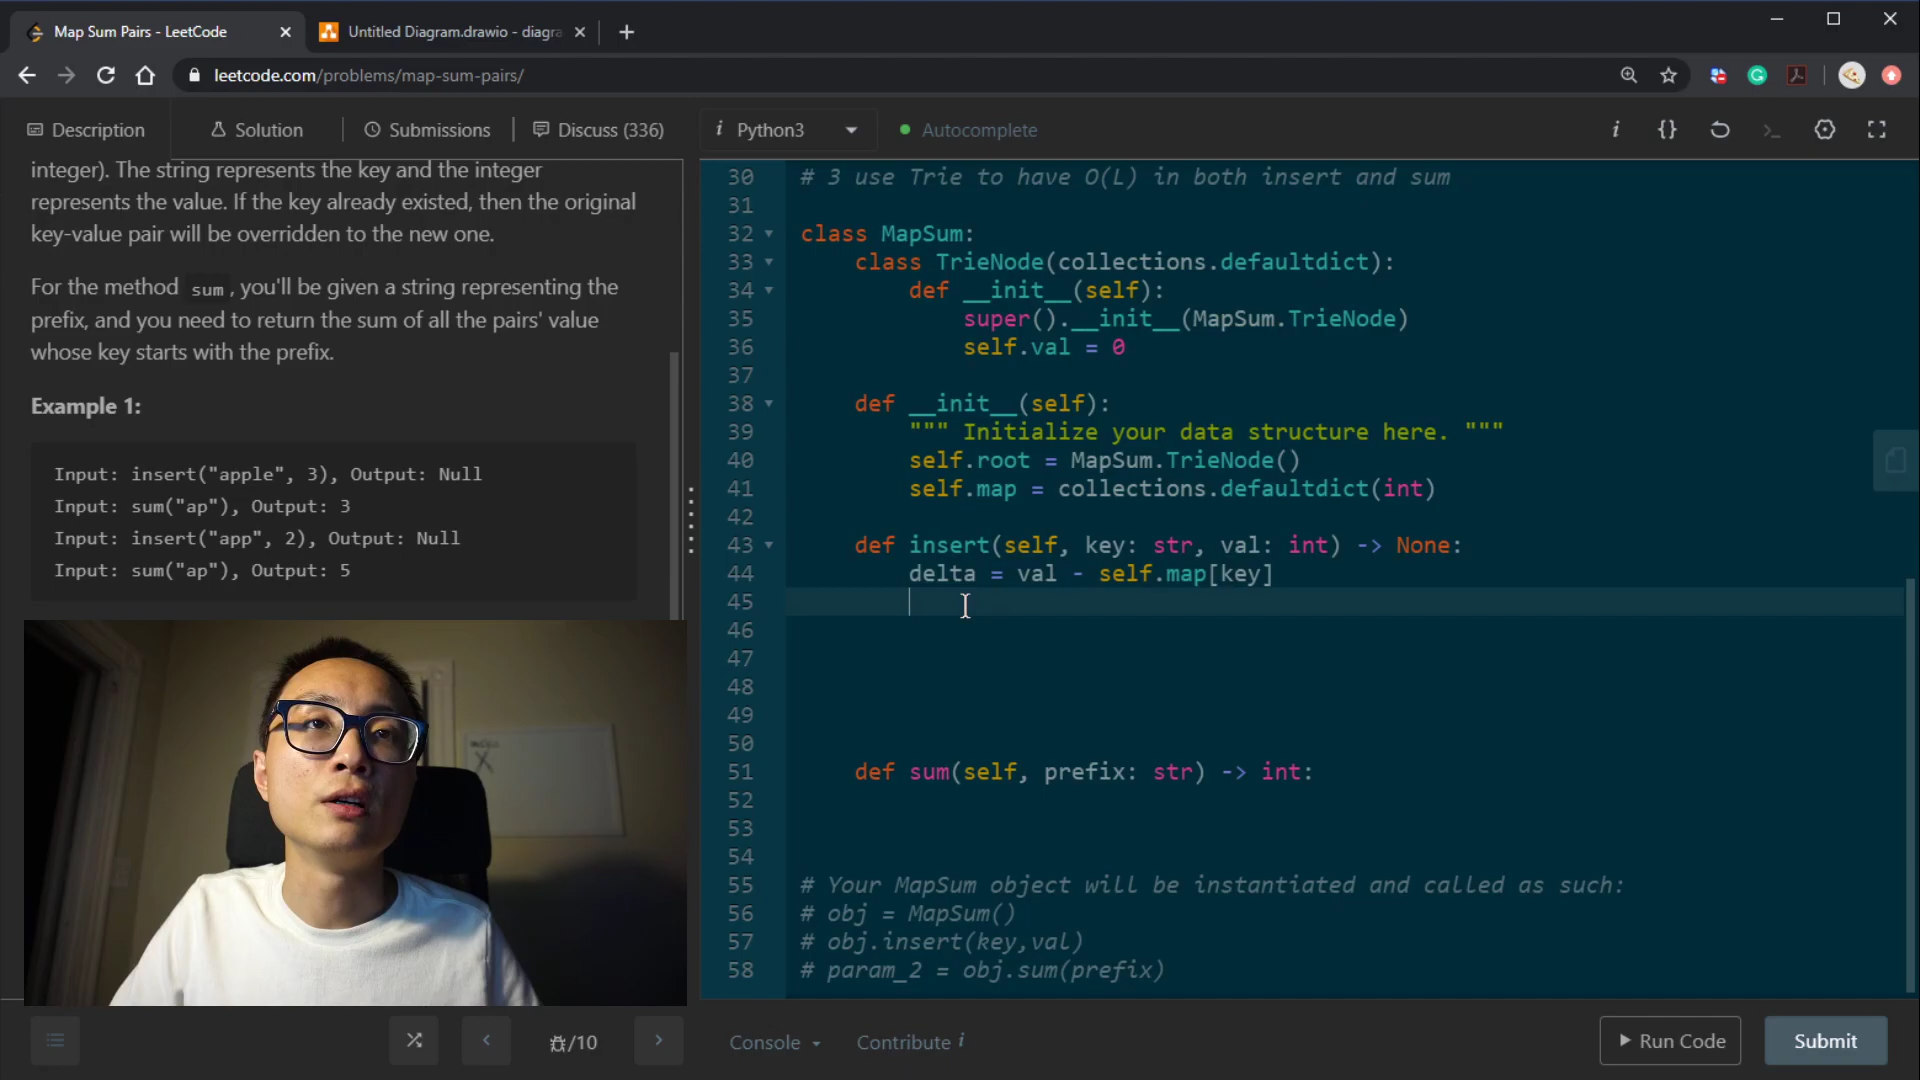 Map Sum Pairs - LeetCode
Untitled Diagram.drawio - diagra
leetcode.com/problems/map-sum-pairs/
Description
Solution
Submissions
Discuss (336)
i Python3
Autocomplete
integer). The string represents the key and the integer
represents the value. If the key already existed, then the original
key-value pair will be overridden to the new one.
For the method sum, you'll be given a string representing the
prefix, and you need to return the sum of all the pairs' value
whose key starts with the prefix.
Example 1:
Input: insert("apple", 3), Output: Null
Input: sum("ap"), Output: 3
Input: insert("app", 2), Output: Null
Input: sum("ap"), Output: 5
30 # 3 use Trie to have O(L) in both insert and sum
31
32 class MapSum:
33 class TrieNode(collections.defaultdict):
34 def __init__(self):
35 super().__init__(MapSum.TrieNode)
36 self.val = 0
37
38 def __init__(self):
39 """ Initialize your data structure here. """
40 self.root = MapSum.TrieNode()
41 self.map = collections.defaultdict(int)
42
43 def insert(self, key: str, val: int) -> None:
44 delta = val - self.map[key]
45
46
47
48
49
50
51 def sum(self, prefix: str) -> int:
52
53
54
55 # Your MapSum object will be instantiated and called as such:
56 # obj = MapSum()
57 # obj.insert(key,val)
58 # param_2 = obj.sum(prefix)
/10
Console
Contribute i
Run Code
Submit